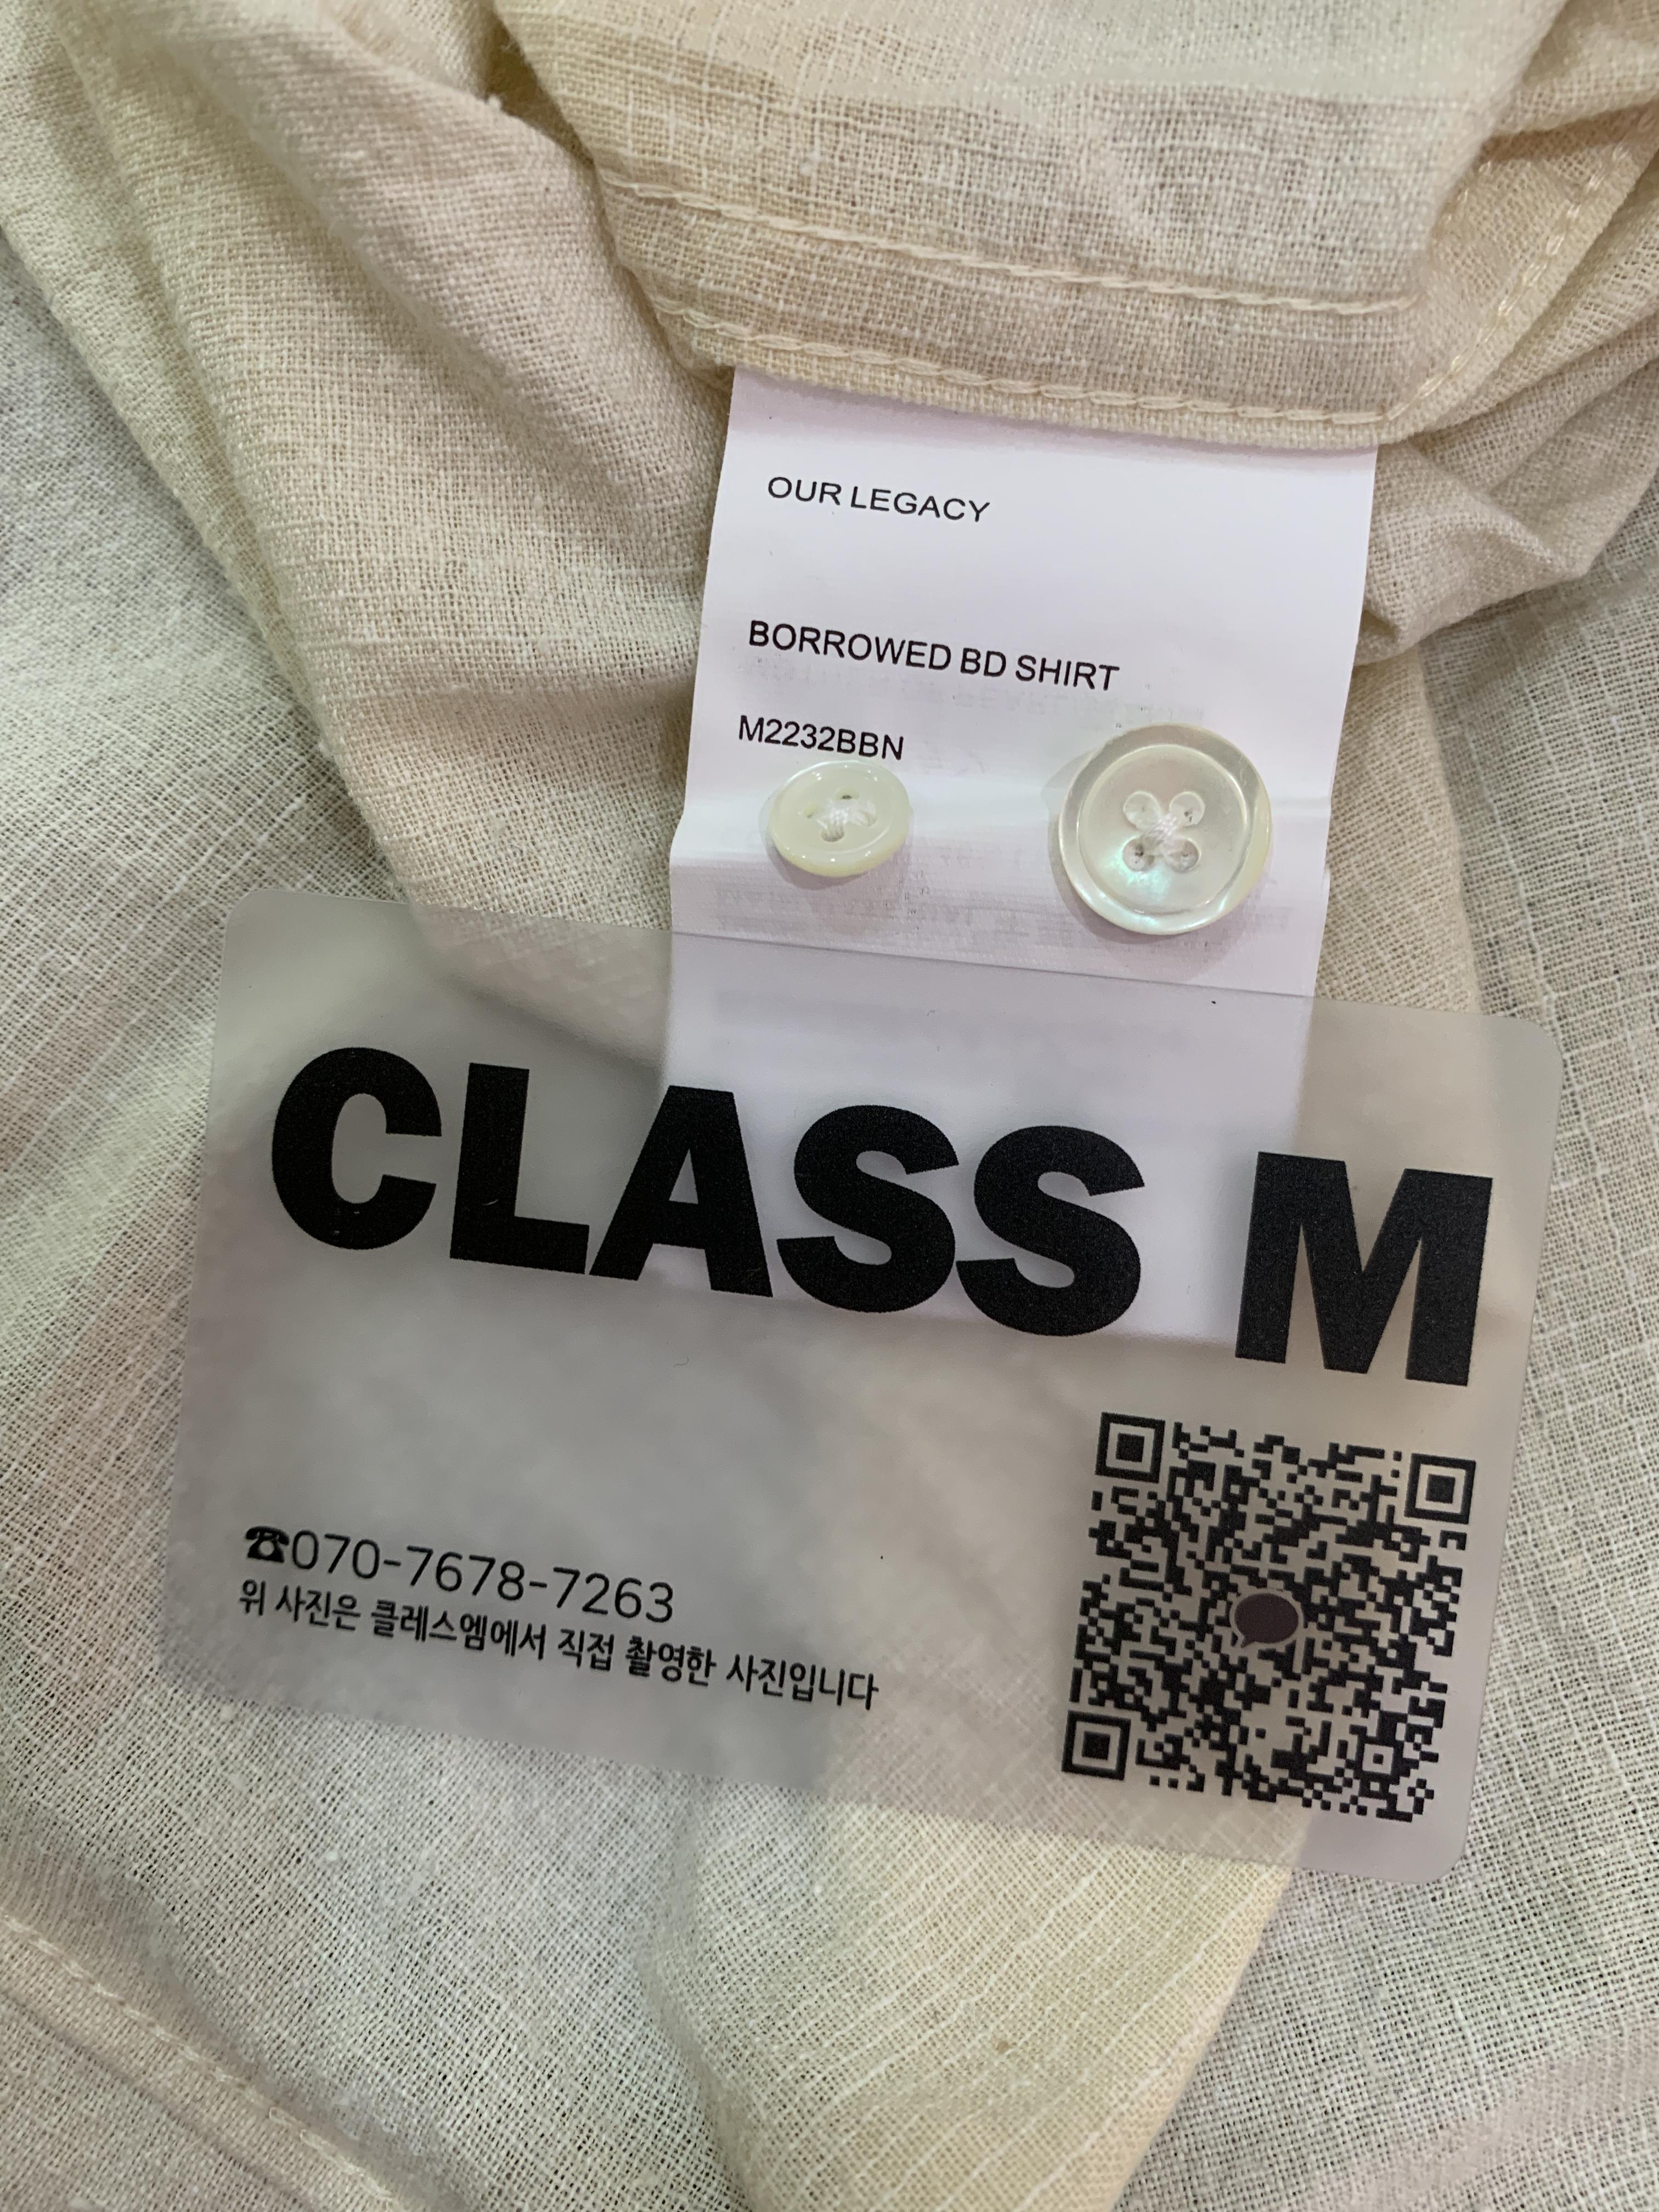 OUR LEGACY
BORROWED BD SHIRT
M2232BBN
CLASS M
☎070-7678-7263
위 사진은 클레스엠에서 직접 촬영한 사진입니다